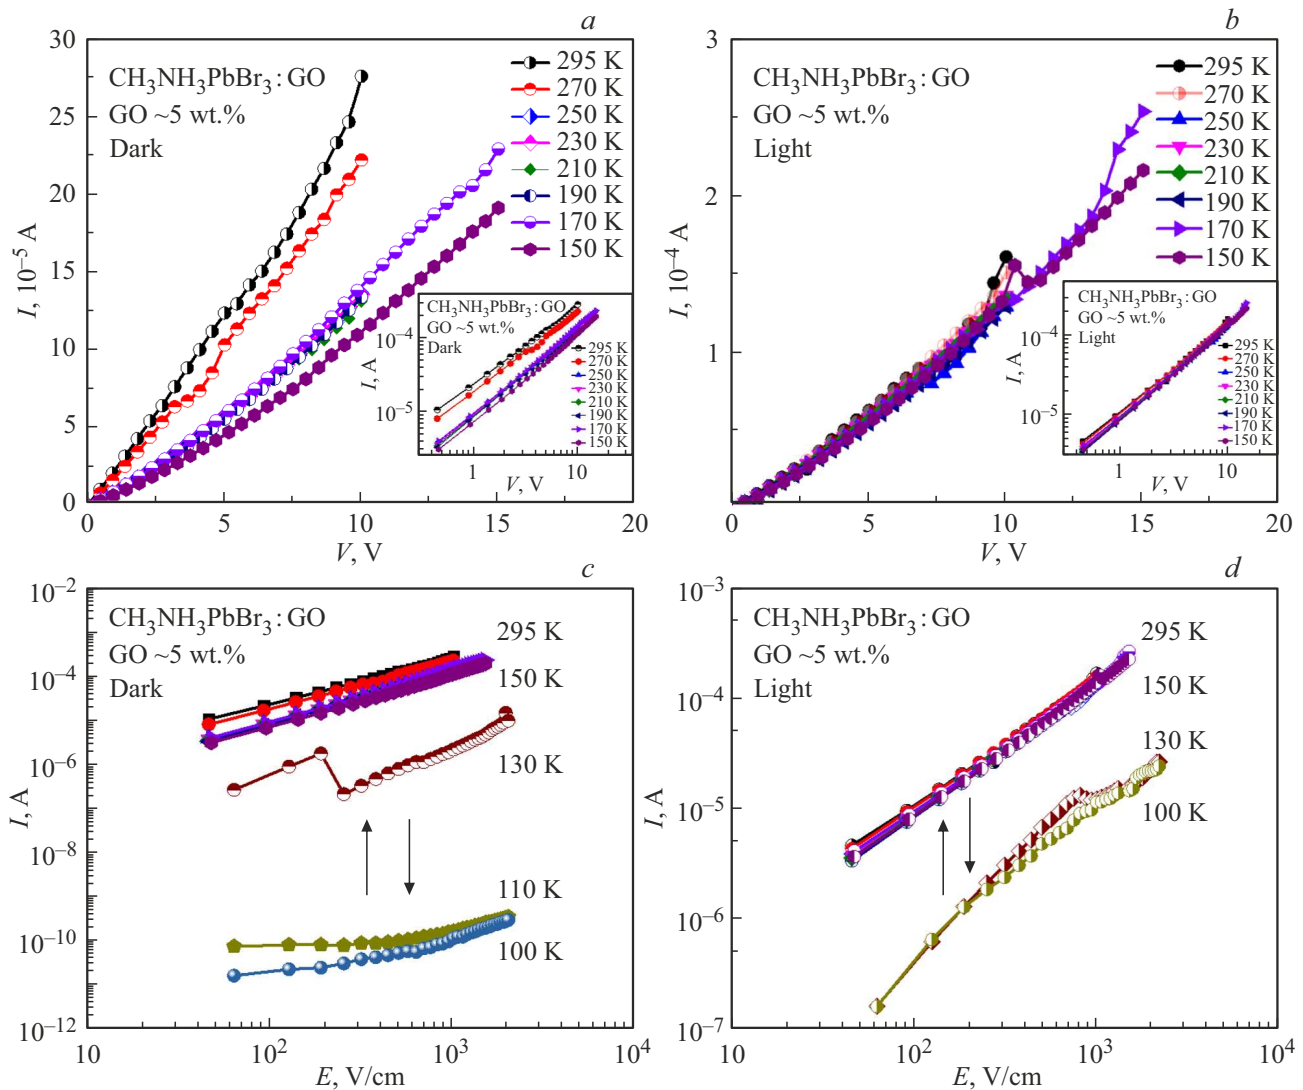 a
30
25
20
15
10
5
0
I, 10⁻⁵ A
CH₃NH₃PbBr₃ : GO
GO ~5 wt.%
Dark
295 K
270 K
250 K
230 K
210 K
190 K
170 K
150 K
CH₃NH₃PbBr₃ : GO
GO ~5 wt.%
Dark
10⁻⁴
10⁻⁵
I, A
295 K
270 K
250 K
230 K
210 K
190 K
170 K
150 K
1 10
V, V
0 5 10 15 20
V, V
b
3
2
1
0
I, 10⁻⁴ A
CH₃NH₃PbBr₃ : GO
GO ~5 wt.%
Light
295 K
270 K
250 K
230 K
210 K
190 K
170 K
150 K
CH₃NH₃PbBr₃ : GO
GO ~5 wt.%
Light
10⁻⁴
10⁻⁵
I, A
295 K
270 K
250 K
230 K
210 K
190 K
170 K
150 K
1 10
V, V
0 5 10 15 20
V, V
c
10⁻²
10⁻⁴
10⁻⁶
10⁻⁸
10⁻¹⁰
10⁻¹²
I, A
CH₃NH₃PbBr₃ : GO
GO ~5 wt.%
Dark
295 K
150 K
130 K
110 K
100 K
10 10² 10³ 10⁴
E, V/cm
d
10⁻³
10⁻⁴
10⁻⁵
10⁻⁶
10⁻⁷
I, A
CH₃NH₃PbBr₃ : GO
GO ~5 wt.%
Light
295 K
150 K
130 K
100 K
10 10² 10³ 10⁴
E, V/cm